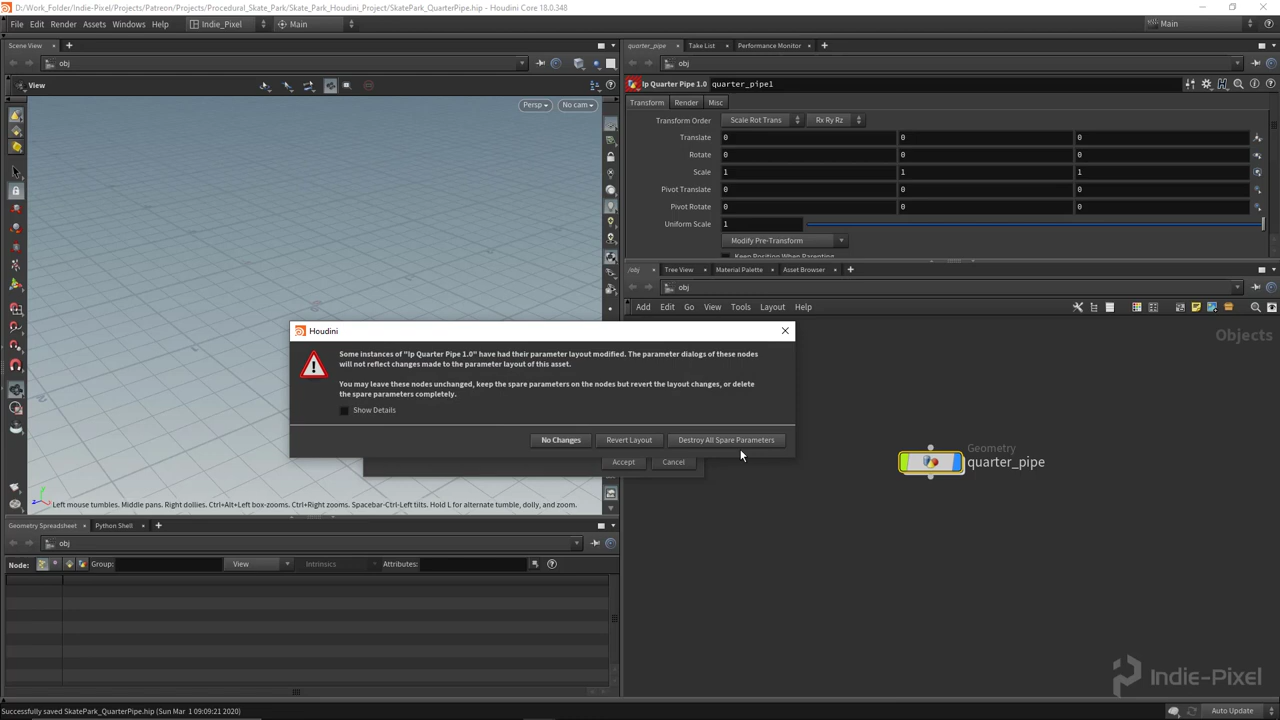 D:/Work_Folder/Indie-Pixel/Projects/Patreon/Projects/Procedural_Skate_Park/Skate_Park_Houdini_Project/SkatePark_QuarterPipe.hip - Houdini Core 18.0.348
File Edit Render Assets Windows Help Indie_Pixel Main Main
Scene View
quarter_pipe Take List Performance Monitor
obj
obj
View
Ip Quarter Pipe 1.0 quarter_pipe1
Persp No cam
Transform Render Misc
Transform Order Scale Rot Trans Rx Ry Rz
Translate 0 0 0
Rotate 0 0 0
Scale 1 1 1
Pivot Translate 0 0 0
Pivot Rotate 0 0 0
Uniform Scale 1
Modify Pre-Transform
Keep Position When Parenting
/obj Tree View Material Palette Asset Browser
obj
Add Edit Go View Tools Layout Help
Objects
Houdini
Some instances of "Ip Quarter Pipe 1.0" have had their parameter layout modified. The parameter dialogs of these nodes
will not reflect changes made to the parameter layout of this asset.
You may leave these nodes unchanged, keep the spare parameters on the nodes but revert the layout changes, or delete
the spare parameters completely.
Show Details
No Changes Revert Layout Destroy All Spare Parameters
Accept Cancel
Geometry
quarter_pipe
Left mouse tumbles. Middle pans. Right dollies. Ctrl+Alt+Left box-zooms. Ctrl+Right zooms. Spacebar-Ctrl-Left tilts. Hold L for alternate tumble, dolly, and zoom.
Geometry Spreadsheet Python Shell
obj
Node: Group: View Intrinsics Attributes:
Indie-Pixel
Successfully saved SkatePark_QuarterPipe.hip (Sun Mar 1 09:09:21 2020)
Auto Update